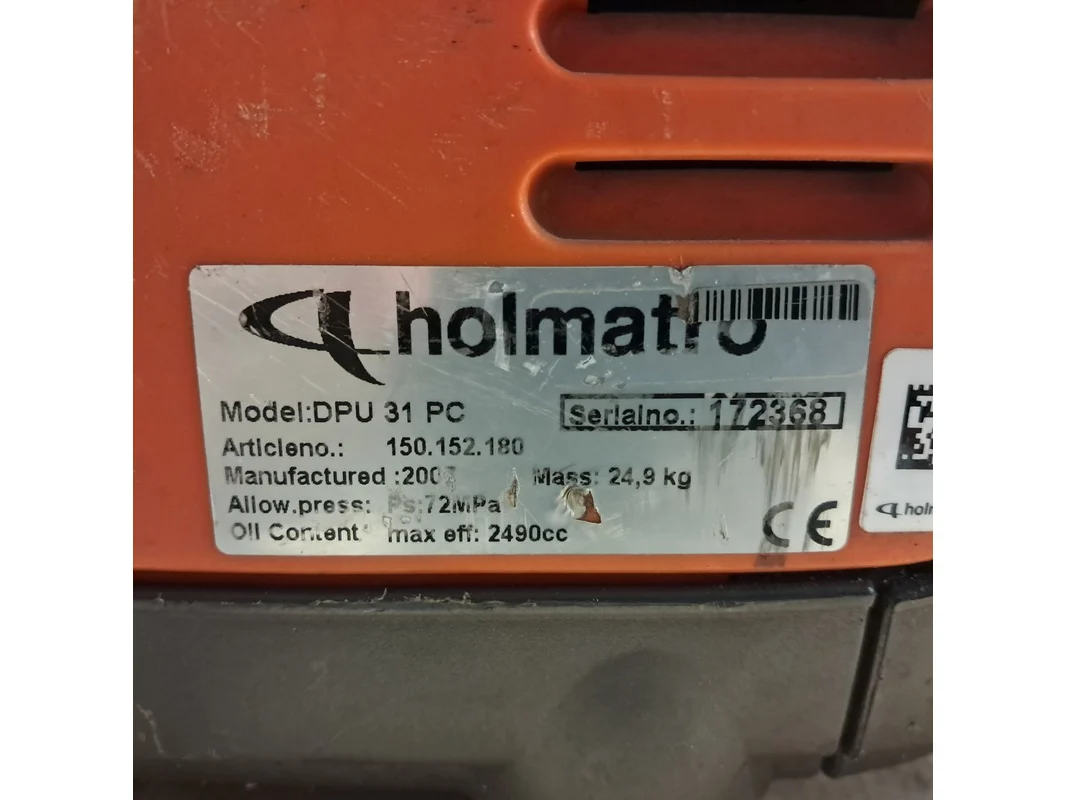 holmatro
Model:DPU 31 PC
Serialno.: 172368
Articleno.: 150.152.180
Manufactured : Mass: 24,9 kg
Allow.press: Ps:72MPa
Oil Content max eff: 2490cc
CE